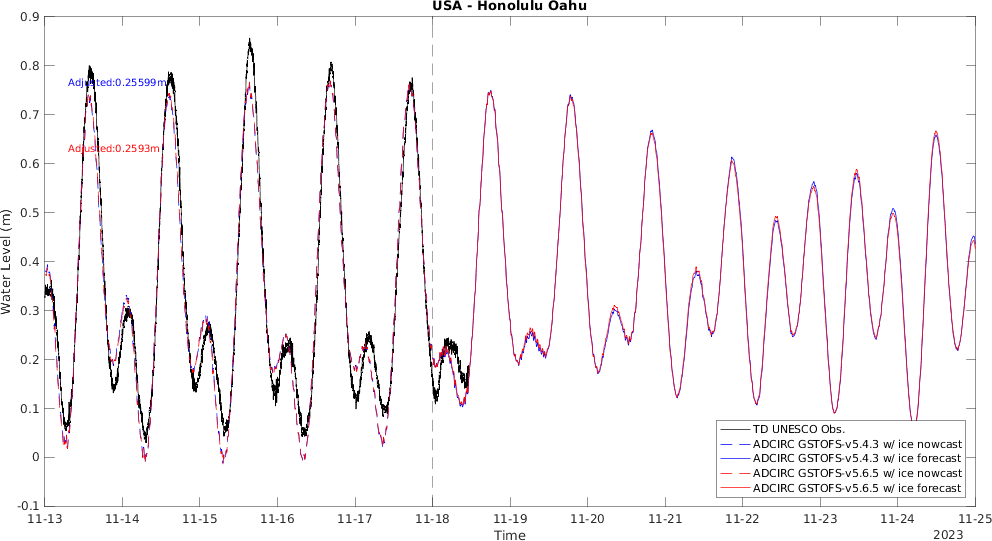 USA - Honolulu Oahu
Water Level (m)
0.9
0.8
0.7
0.6
0.5
0.4
0.3
0.2
0.1
0
-0.1
Adjusted:0.25599m
Adjusted:0.2593m
TD UNESCO Obs.
ADCIRC GSTOFS-v5.4.3 w/ ice nowcast
ADCIRC GSTOFS-v5.4.3 w/ ice forecast
ADCIRC GSTOFS-v5.6.5 w/ ice nowcast
ADCIRC GSTOFS-v5.6.5 w/ ice forecast
11-13 11-14 11-15 11-16 11-17 11-18 11-19 11-20 11-21 11-22 11-23 11-24 11-25
Time
2023